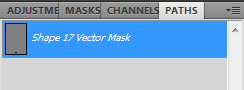 ADJUSTME MASKS CHANNELS PATHS
Shape 17 Vector Mask